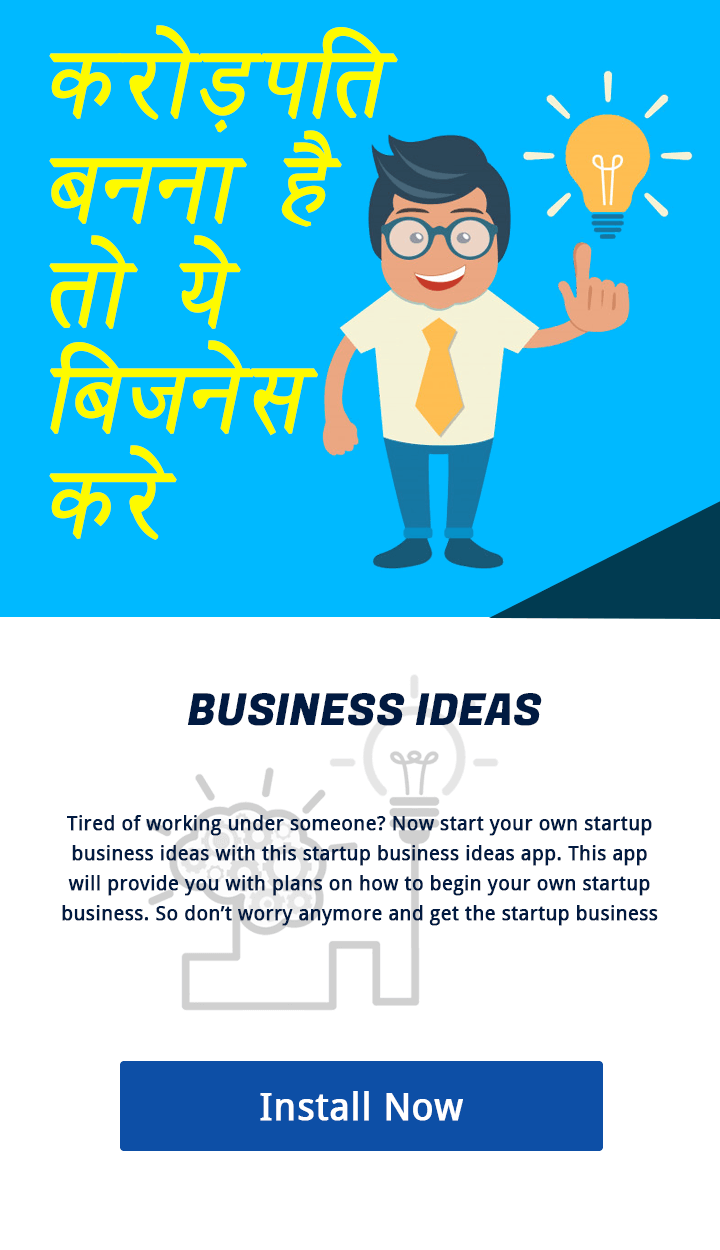 करोड़पति
बनना है
तो ये
बिजनेस
करे
BUSINESS IDEAS
Tired of working under someone? Now start your own startup
business ideas with this startup business ideas app. This app
will provide you with plans on how to begin your own startup
business. So don’t worry anymore and get the startup business
Install Now